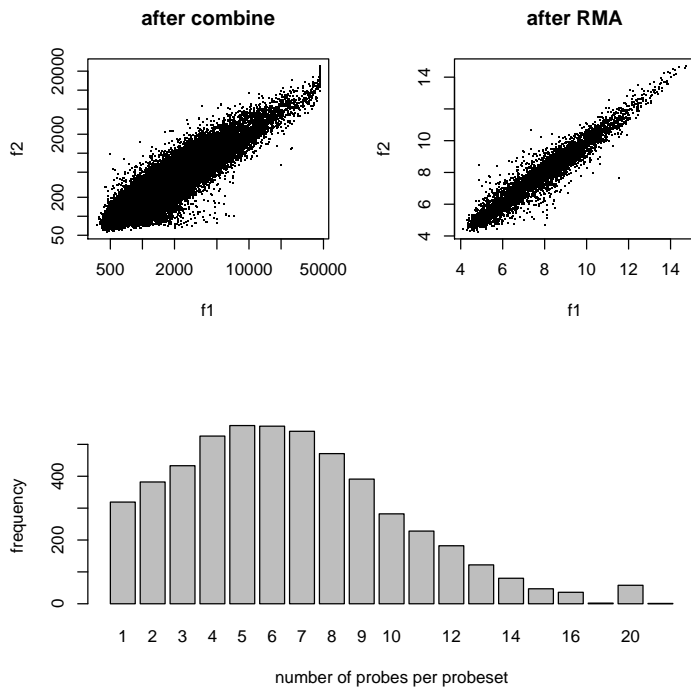 after combine
f2
20000
2000
200
50
500 2000 10000 50000
f1
after RMA
f2
14
10
8
6
4
4 6 8 10 12 14
f1
frequency
400
200
0
1 2 3 4 5 6 7 8 9 10 12 14 16 20
number of probes per probeset